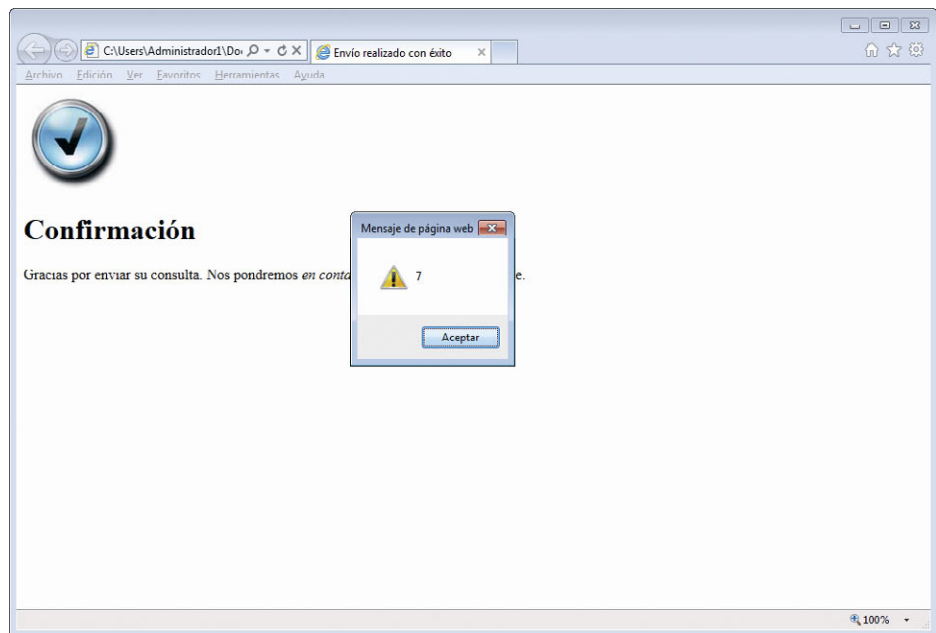 C:\Users\Administrador1\Do
Envío realizado con éxito
Archivo Edición Ver Favoritos Herramientas Ayuda
Confirmación
Gracias por enviar su consulta. Nos pondremos en conta e.
Mensaje de página web
7
Aceptar
100%